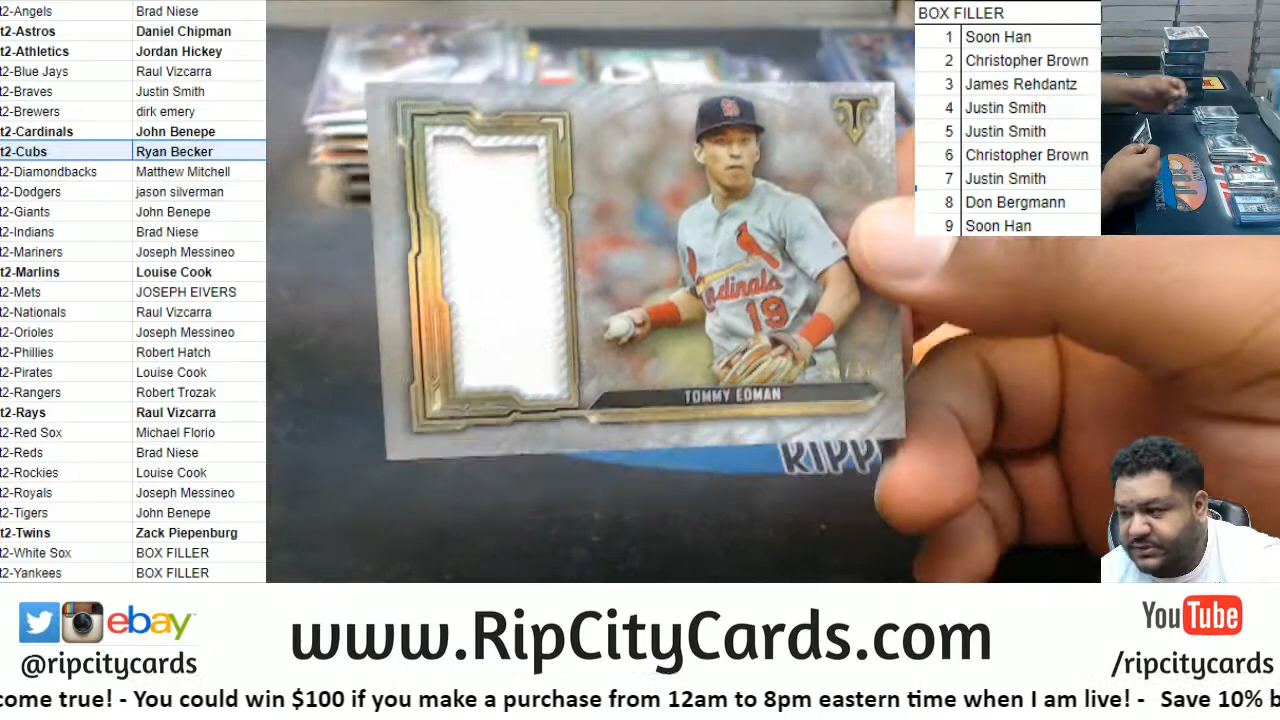 t2-Angels Brad Niese
t2-Astros Daniel Chipman
t2-Athletics Jordan Hickey
t2-Blue Jays Raul Vizcarra
t2-Braves Justin Smith
t2-Brewers dirk emery
t2-Cardinals John Benepe
t2-Cubs Ryan Becker
t2-Diamondbacks Matthew Mitchell
t2-Dodgers jason silverman
t2-Giants John Benepe
t2-Indians Brad Niese
t2-Mariners Joseph Messineo
t2-Marlins Louise Cook
t2-Mets JOSEPH EIVERS
t2-Nationals Raul Vizcarra
t2-Orioles Joseph Messineo
t2-Phillies Robert Hatch
t2-Pirates Louise Cook
t2-Rangers Robert Trozak
t2-Rays Raul Vizcarra
t2-Red Sox Michael Florio
t2-Reds Brad Niese
t2-Rockies Louise Cook
t2-Royals Joseph Messineo
t2-Tigers John Benepe
t2-Twins Zack Piepenburg
t2-White Sox BOX FILLER
t2-Yankees BOX FILLER
BOX FILLER
1 Soon Han
2 Christopher Brown
3 James Rehdantz
4 Justin Smith
5 Justin Smith
6 Christopher Brown
7 Justin Smith
8 Don Bergmann
9 Soon Han
Cardinals
19
TOMMY EDMAN
RIPP
ebay
@ripcitycards
www.RipCityCards.com
YouTube
/ripcitycards
come true! - You could win $100 if you make a purchase from 12am to 8pm eastern time when I am live! - Save 10% b